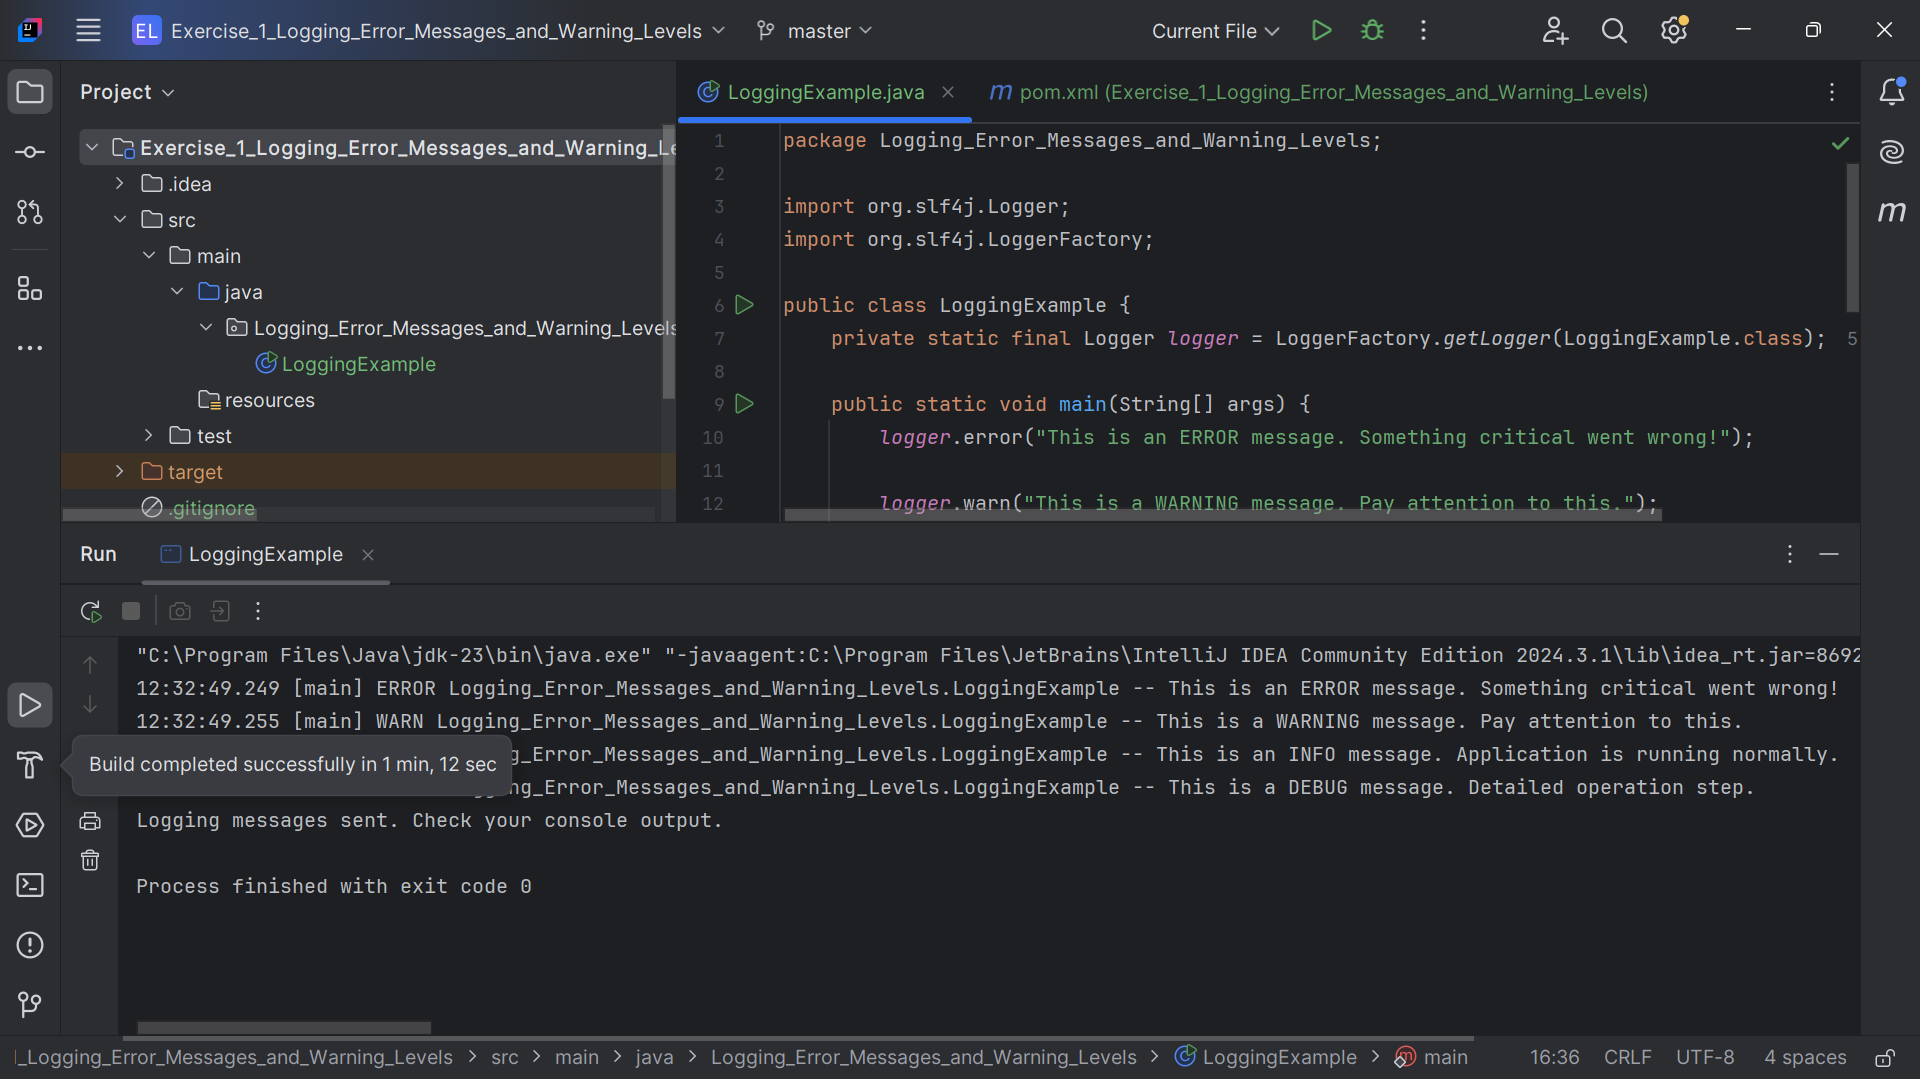 EL Exercise_1_Logging_Error_Messages_and_Warning_Levels master Current File
Project
LoggingExample.java
m pom.xml (Exercise_1_Logging_Error_Messages_and_Warning_Levels)
Exercise_1_Logging_Error_Messages_and_Warning_Le
.idea
src
main
java
Logging_Error_Messages_and_Warning_Levels
LoggingExample
resources
test
target
.gitignore
1 package Logging_Error_Messages_and_Warning_Levels;
2
3 import org.slf4j.Logger;
4 import org.slf4j.LoggerFactory;
5
6 public class LoggingExample {
7 private static final Logger logger = LoggerFactory.getLogger(LoggingExample.class); 5
8
9 public static void main(String[] args) {
10 logger.error("This is an ERROR message. Something critical went wrong!");
11
12 logger.warn("This is a WARNING message. Pay attention to this.");
m
Run LoggingExample
"C:\Program Files\Java\jdk-23\bin\java.exe" "-javaagent:C:\Program Files\JetBrains\IntelliJ IDEA Community Edition 2024.3.1\lib\idea_rt.jar=8692
12:32:49.249 [main] ERROR Logging_Error_Messages_and_Warning_Levels.LoggingExample -- This is an ERROR message. Something critical went wrong!
12:32:49.255 [main] WARN Logging_Error_Messages_and_Warning_Levels.LoggingExample -- This is a WARNING message. Pay attention to this.
g_Error_Messages_and_Warning_Levels.LoggingExample -- This is an INFO message. Application is running normally.
Build completed successfully in 1 min, 12 sec
ging_Error_Messages_and_Warning_Levels.LoggingExample -- This is a DEBUG message. Detailed operation step.
Logging messages sent. Check your console output.
Process finished with exit code 0
_Logging_Error_Messages_and_Warning_Levels > src > main > java > Logging_Error_Messages_and_Warning_Levels > LoggingExample > m main 16:36 CRLF UTF-8 4 spaces